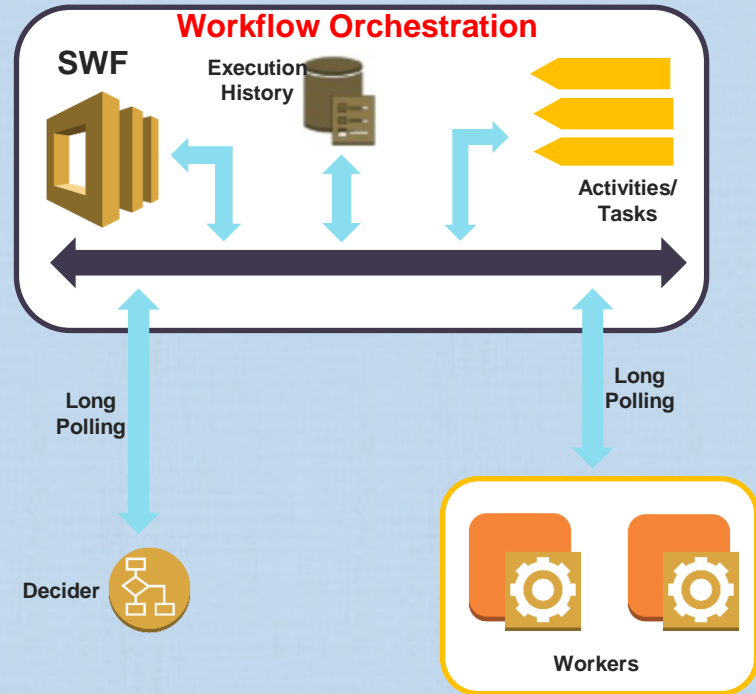 Workflow Orchestration
SWF
Execution
History
Activities/
Tasks
Long
Polling
Long
Polling
Decider
Workers